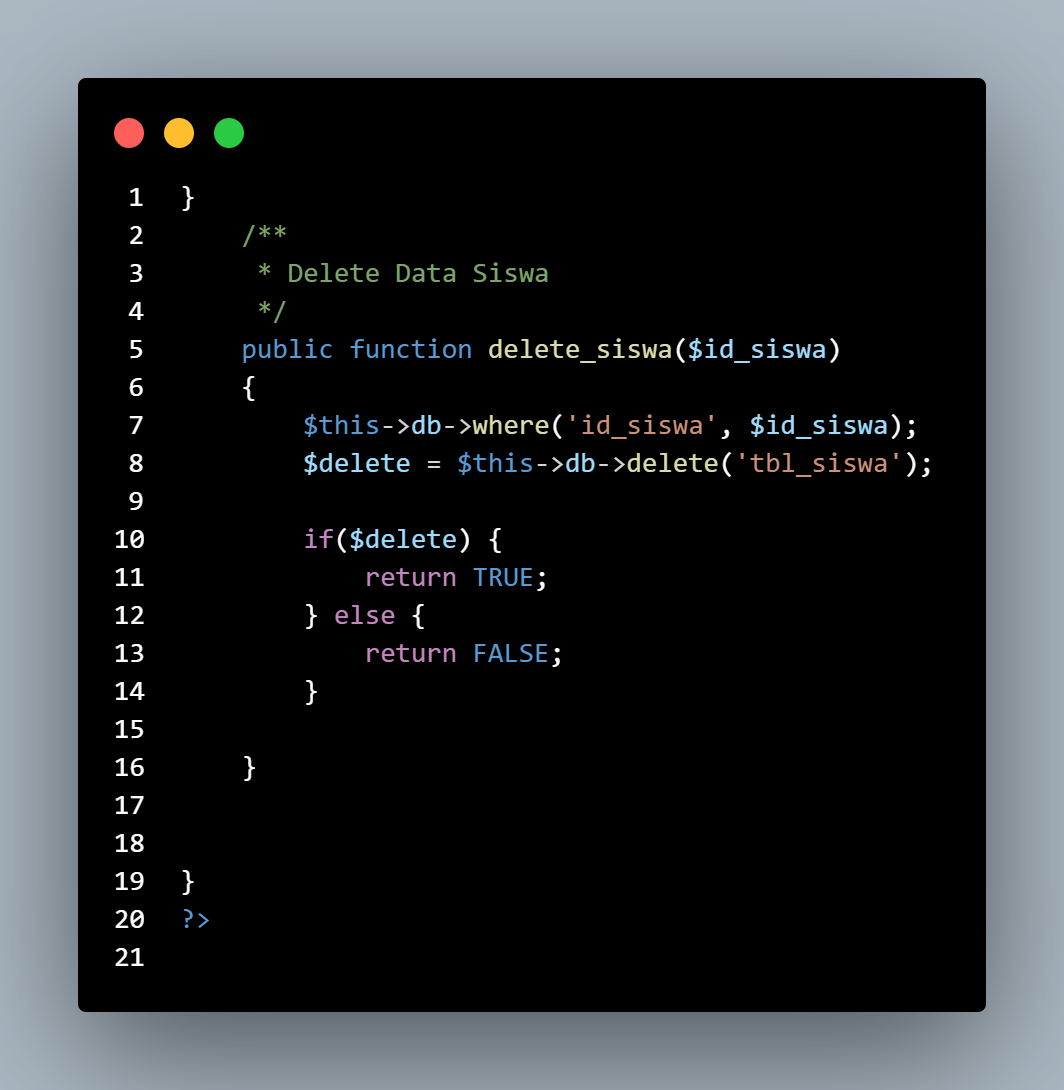 1 }
2     /**
3      * Delete Data Siswa
4      */
5     public function delete_siswa($id_siswa)
6     {
7         $this->db->where('id_siswa', $id_siswa);
8         $delete = $this->db->delete('tbl_siswa');
9
10         if($delete) {
11             return TRUE;
12         } else {
13             return FALSE;
14         }
15
16     }
17
18
19 }
20 ?>
21